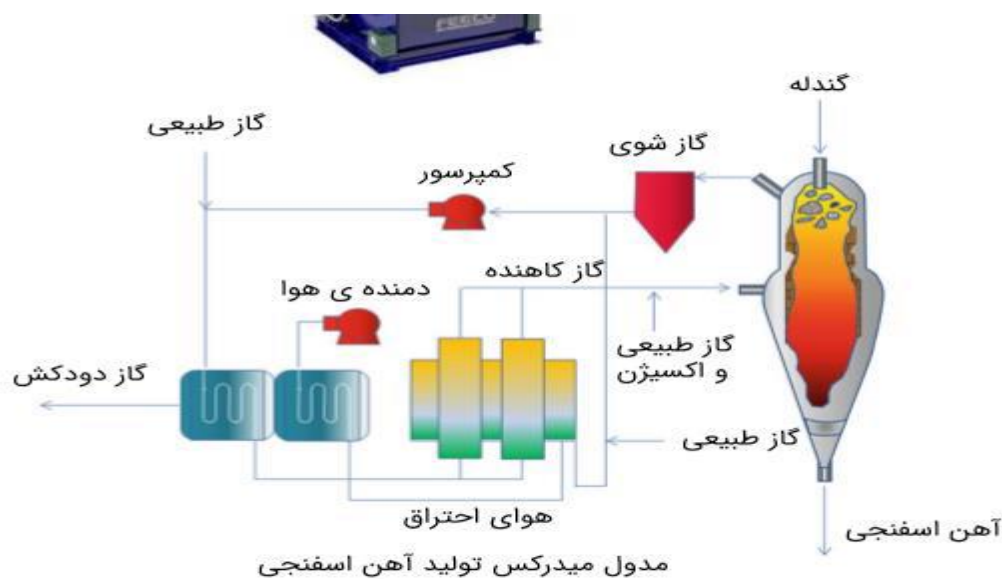 FEECO
گندله
گاز طبیعی
گاز شوی
کمپرسور
گاز کاهنده
دمنده ی هوا
گاز طبیعی
و اکسیژن
گاز دودکش
گاز طبیعی
هوای احتراق
آهن اسفنجی
مدول میدرکس تولید آهن اسفنجی